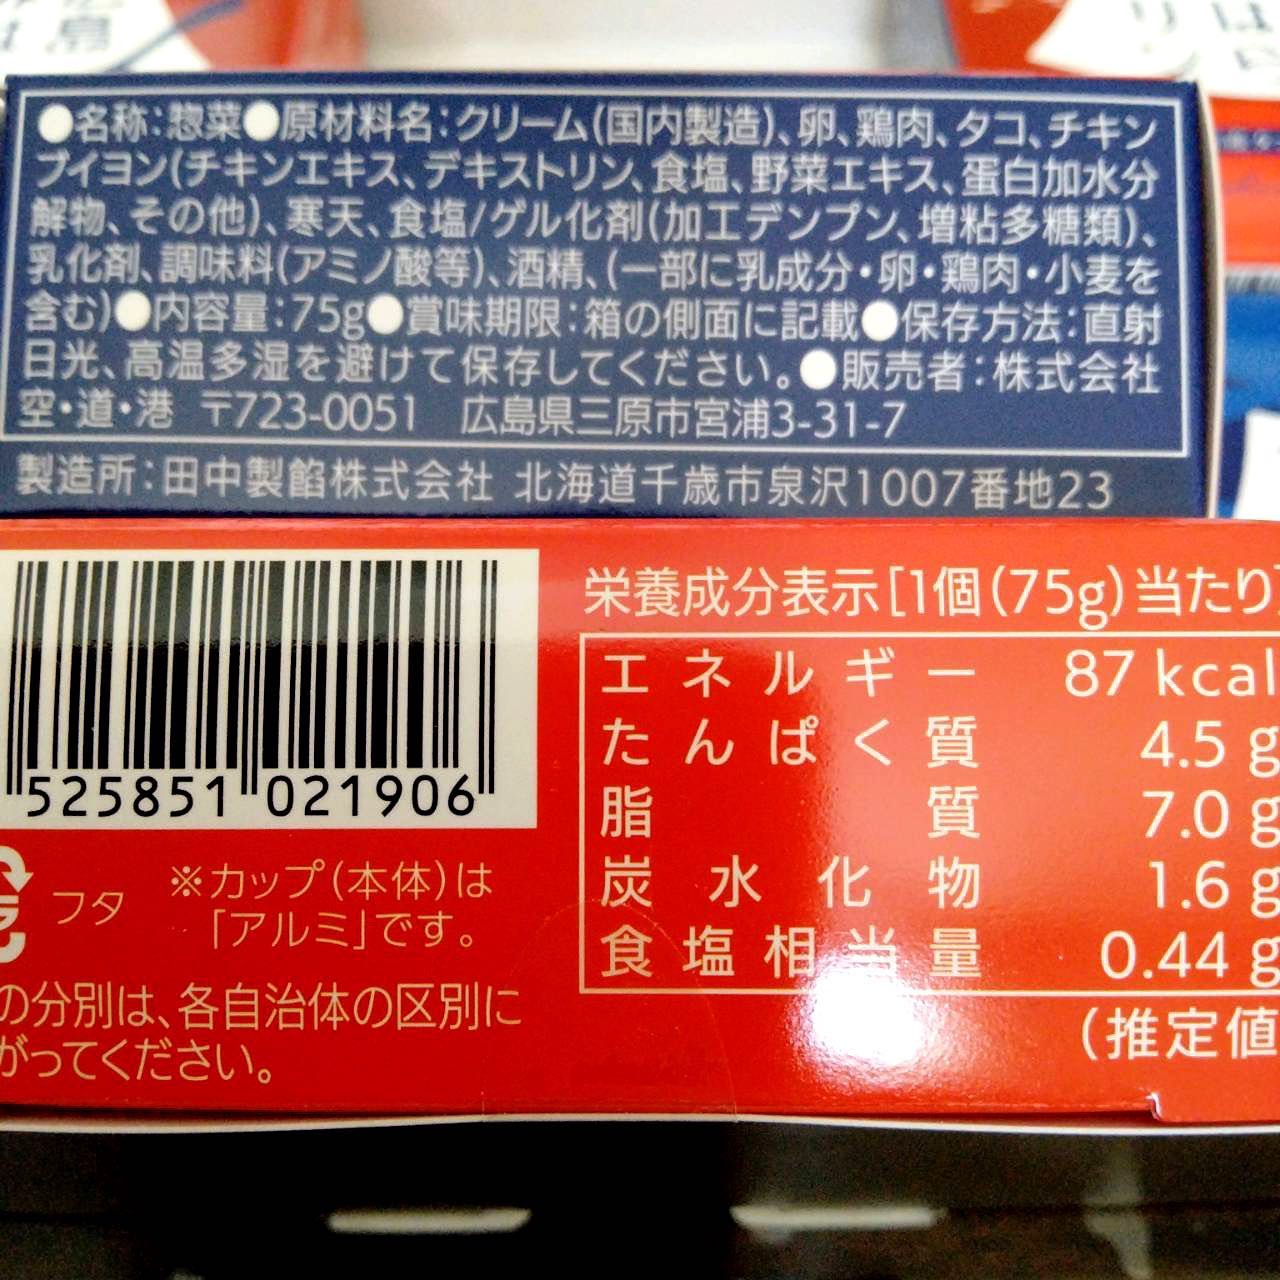 ●名称：惣菜●原材料名：クリーム（国内製造）、卵、鶏肉、タコ、チキン
ブイヨン（チキンエキス、デキストリン、食塩、野菜エキス、蛋白加水分
解物、その他）、寒天、食塩/ゲル化剤（加工デンプン、増粘多糖類）、
乳化剤、調味料（アミノ酸等）、酒精、（一部に乳成分・卵・鶏肉・小麦を
含む）●内容量：75g●賞味期限：箱の側面に記載●保存方法：直射
日光、高温多湿を避けて保存してください。●販売者：株式会社
空・道・港 〒723-0051 広島県三原市宮浦3-31-7
製造所：田中製餡株式会社 北海道千歳市泉沢1007番地23
525851 021906
フタ
※カップ（本体）は
「アルミ」です。
の分別は、各自治体の区別に
がってください。
栄養成分表示[1個（75g）当たり]
エネルギー 87 kcal
たんぱく質 4.5 g
脂質 7.0 g
炭水化物 1.6 g
食塩相当量 0.44 g
（推定値